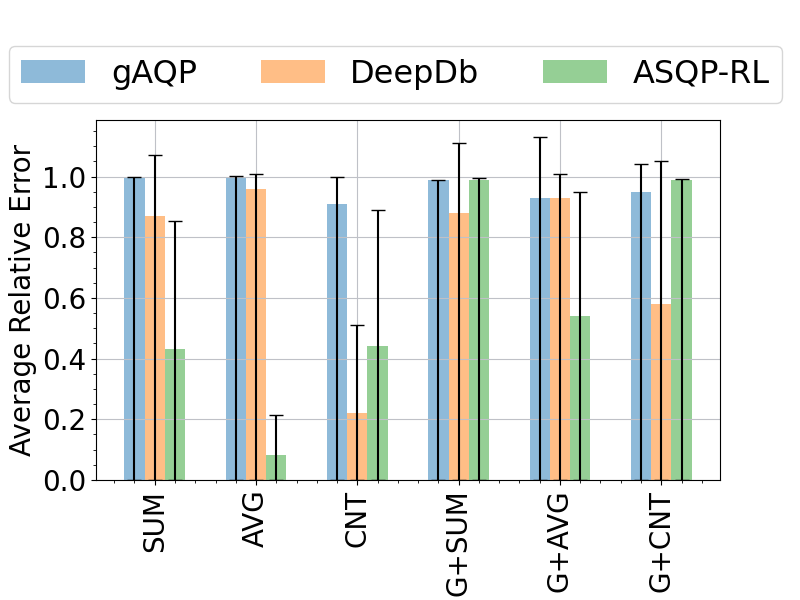 gAQP DeepDb ASQP-RL
Average Relative Error
1.0
0.8
0.6
0.4
0.2
0.0
SUM AVG CNT G+SUM G+AVG G+CNT